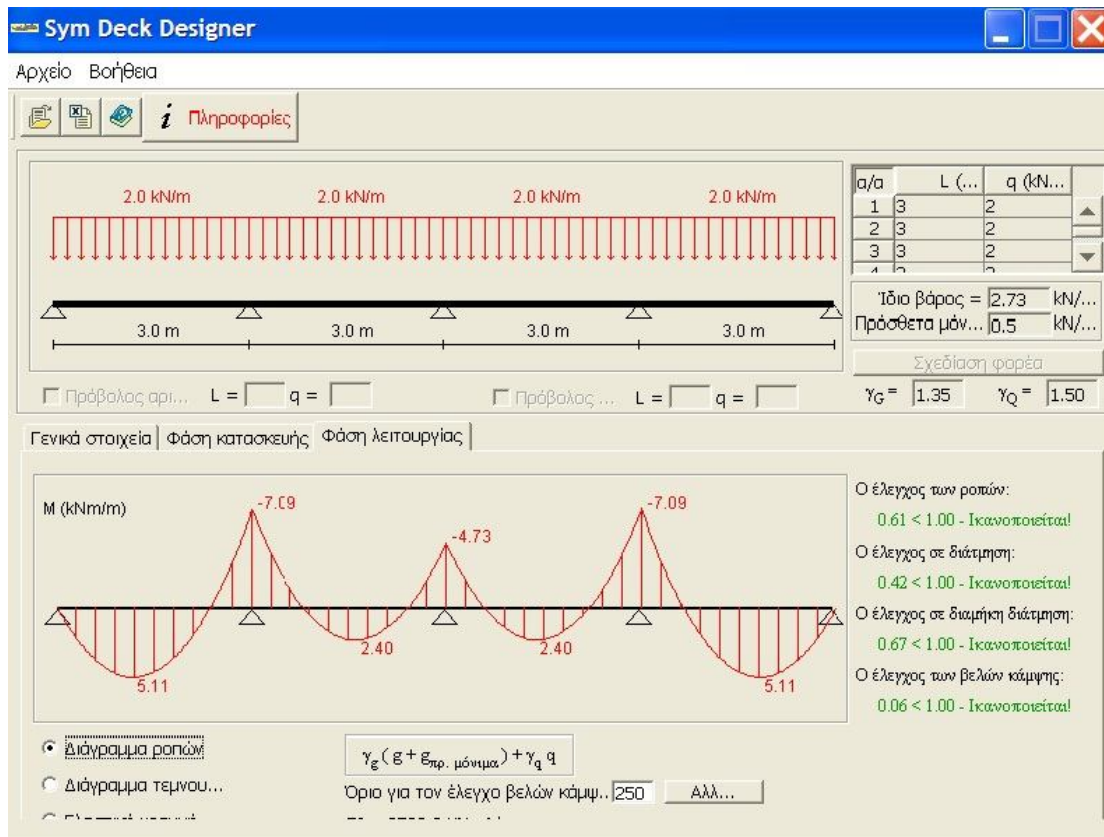 Sym Deck Designer
Αρχείο Βοήθεια
i Πληροφορίες
2.0 kN/m 2.0 kN/m 2.0 kN/m 2.0 kN/m
3.0 m 3.0 m 3.0 m 3.0 m
α/α L (... q (kN...
1 3 2
2 3 2
3 3 2
Ίδιο βάρος = 2.73 kN/...
Πρόσθετα μόν... 0.5 kN/...
Σχεδίαση φορέα
γG = 1.35 γQ = 1.50
Πρόβολος αρι... L = q =
Πρόβολος ... L = q =
Γενικά στοιχεία Φάση κατασκευής Φάση λειτουργίας
M (kNm/m)
-7.09 -4.73 -7.09
5.11 2.40 2.40 5.11
Ο έλεγχος των ροπών:
0.61 < 1.00 - Ικανοποιείται!
Ο έλεγχος σε διάτμηση:
0.42 < 1.00 - Ικανοποιείται!
Ο έλεγχος σε διαμήκη διάτμηση:
0.67 < 1.00 - Ικανοποιείται!
Ο έλεγχος των βελών κάμψης:
0.06 < 1.00 - Ικανοποιείται!
Διάγραμμα ροπών
γg(g+gπρ. μόνιμα)+γq q
Διάγραμμα τεμνου...
Όριο για τον έλεγχο βελών κάμψ.. 250 Αλλ...